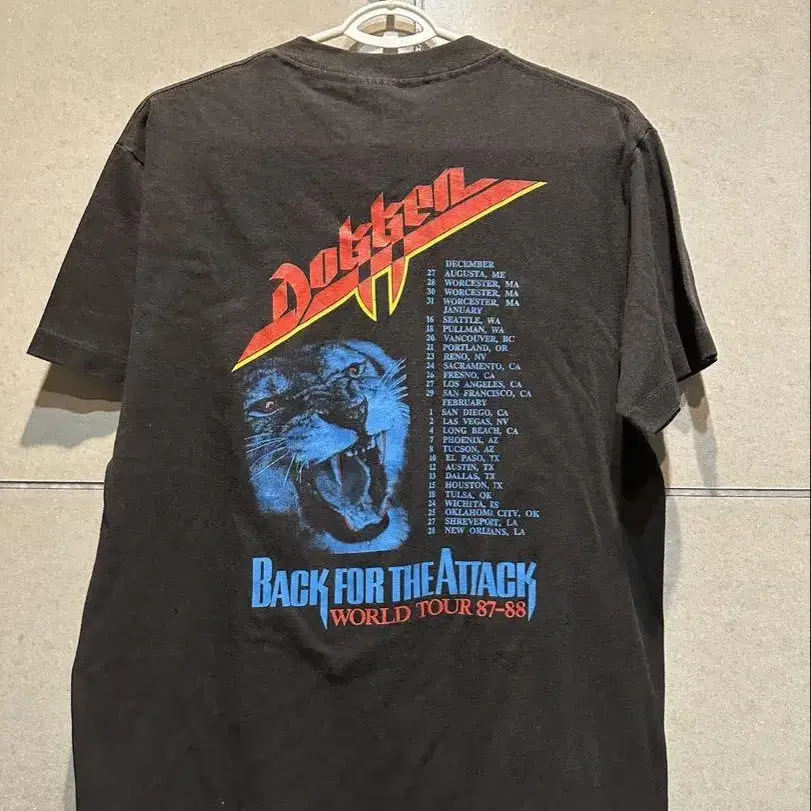 Dokken
DECEMBER
27 AUGUSTA, ME
28 WORCESTER, MA
30 WORCESTER, MA
31 WORCESTER, MA
JANUARY
16 SEATTLE, WA
18 PULLMAN, WA
20 VANCOUVER, BC
21 PORTLAND, OR
23 RENO, NV
24 SACRAMENTO, CA
26 FRESNO, CA
27 LOS ANGELES, CA
29 SAN FRANCISCO, CA
FEBRUARY
1 SAN DIEGO, CA
2 LAS VEGAS, NV
4 LONG BEACH, CA
7 PHOENIX, AZ
8 TUCSON, AZ
10 EL PASO, TX
12 AUSTIN, TX
13 DALLAS, TX
15 HOUSTON, TX
18 TULSA, OK
24 WICHITA, KS
25 OKLAHOMA CITY, OK
27 SHREVEPORT, LA
28 NEW ORLEANS, LA
BACK FOR THE ATTACK
WORLD TOUR 87-88